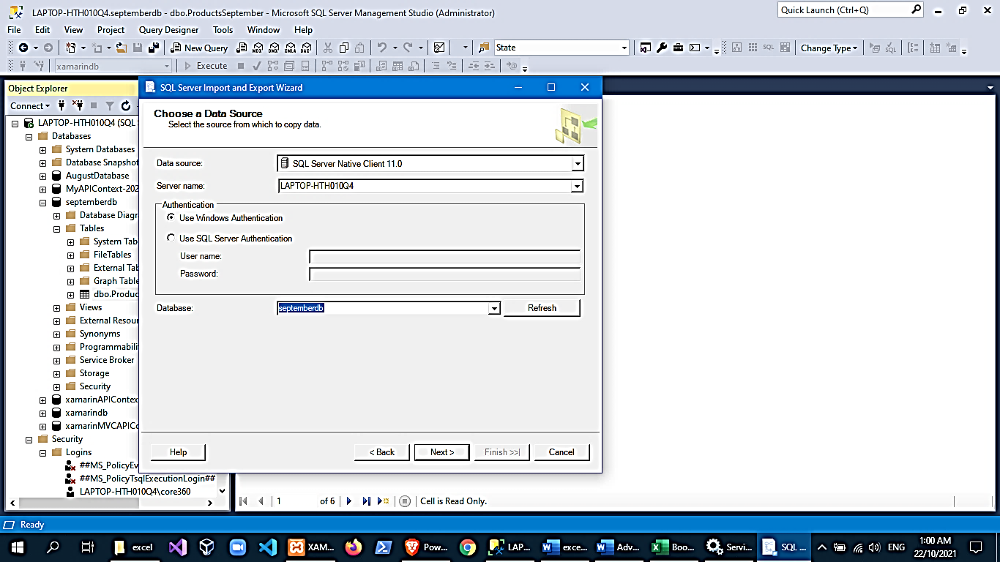 LAPTOP-HTH010Q4.septemberdb - dbo.ProductsSeptember - Microsoft SQL Server Management Studio (Administrator)
Quick Launch (Ctrl+Q)
File Edit View Project Query Designer Tools Window Help
New Query
MDX DMX XMLA DAX
State
SQL
Change Type
xamarindb
Execute
Object Explorer
Connect
LAPTOP-HTH010Q4 (SQL
Databases
System Databases
Database Snapshot
AugustDatabase
MyAPIContext-202
septemberdb
Database Diagr
Tables
System Tab
FileTables
External Tab
Graph Table
dbo.Produc
Views
External Resour
Synonyms
Programmabili
Service Broker
Storage
Security
xamarinAPIContex
xamarindb
xamarinMVCAPICo
Security
Logins
##MS_PolicyEv
##MS_PolicyTsqlExecutionLogin##
LAPTOP-HTH010Q4\core360
SQL Server Import and Export Wizard
Choose a Data Source
Select the source from which to copy data.
Data source: SQL Server Native Client 11.0
Server name: LAPTOP-HTH010Q4
Authentication
Use Windows Authentication
Use SQL Server Authentication
User name:
Password:
Database: septemberdb Refresh
Help < Back Next > Finish >>| Cancel
1 of 6 Cell is Read Only.
Ready
excel XAM... Pow... LAP... exce... Adv... Boo... Servi... SQL ... ENG 1:00 AM
22/10/2021